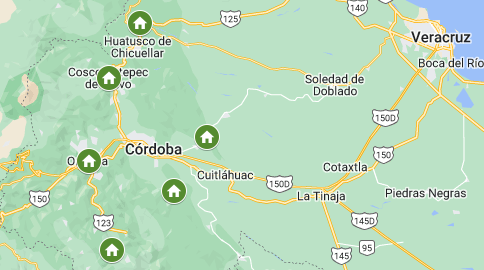 125
Huatusco de
Chicuellar
Veracruz
140
Boca del Río
Soledad de
Doblado
150D
Córdoba
150
Cotaxtla
Cuitláhuac
150D
Piedras Negras
La Tinaja
150
123
145D
95
145